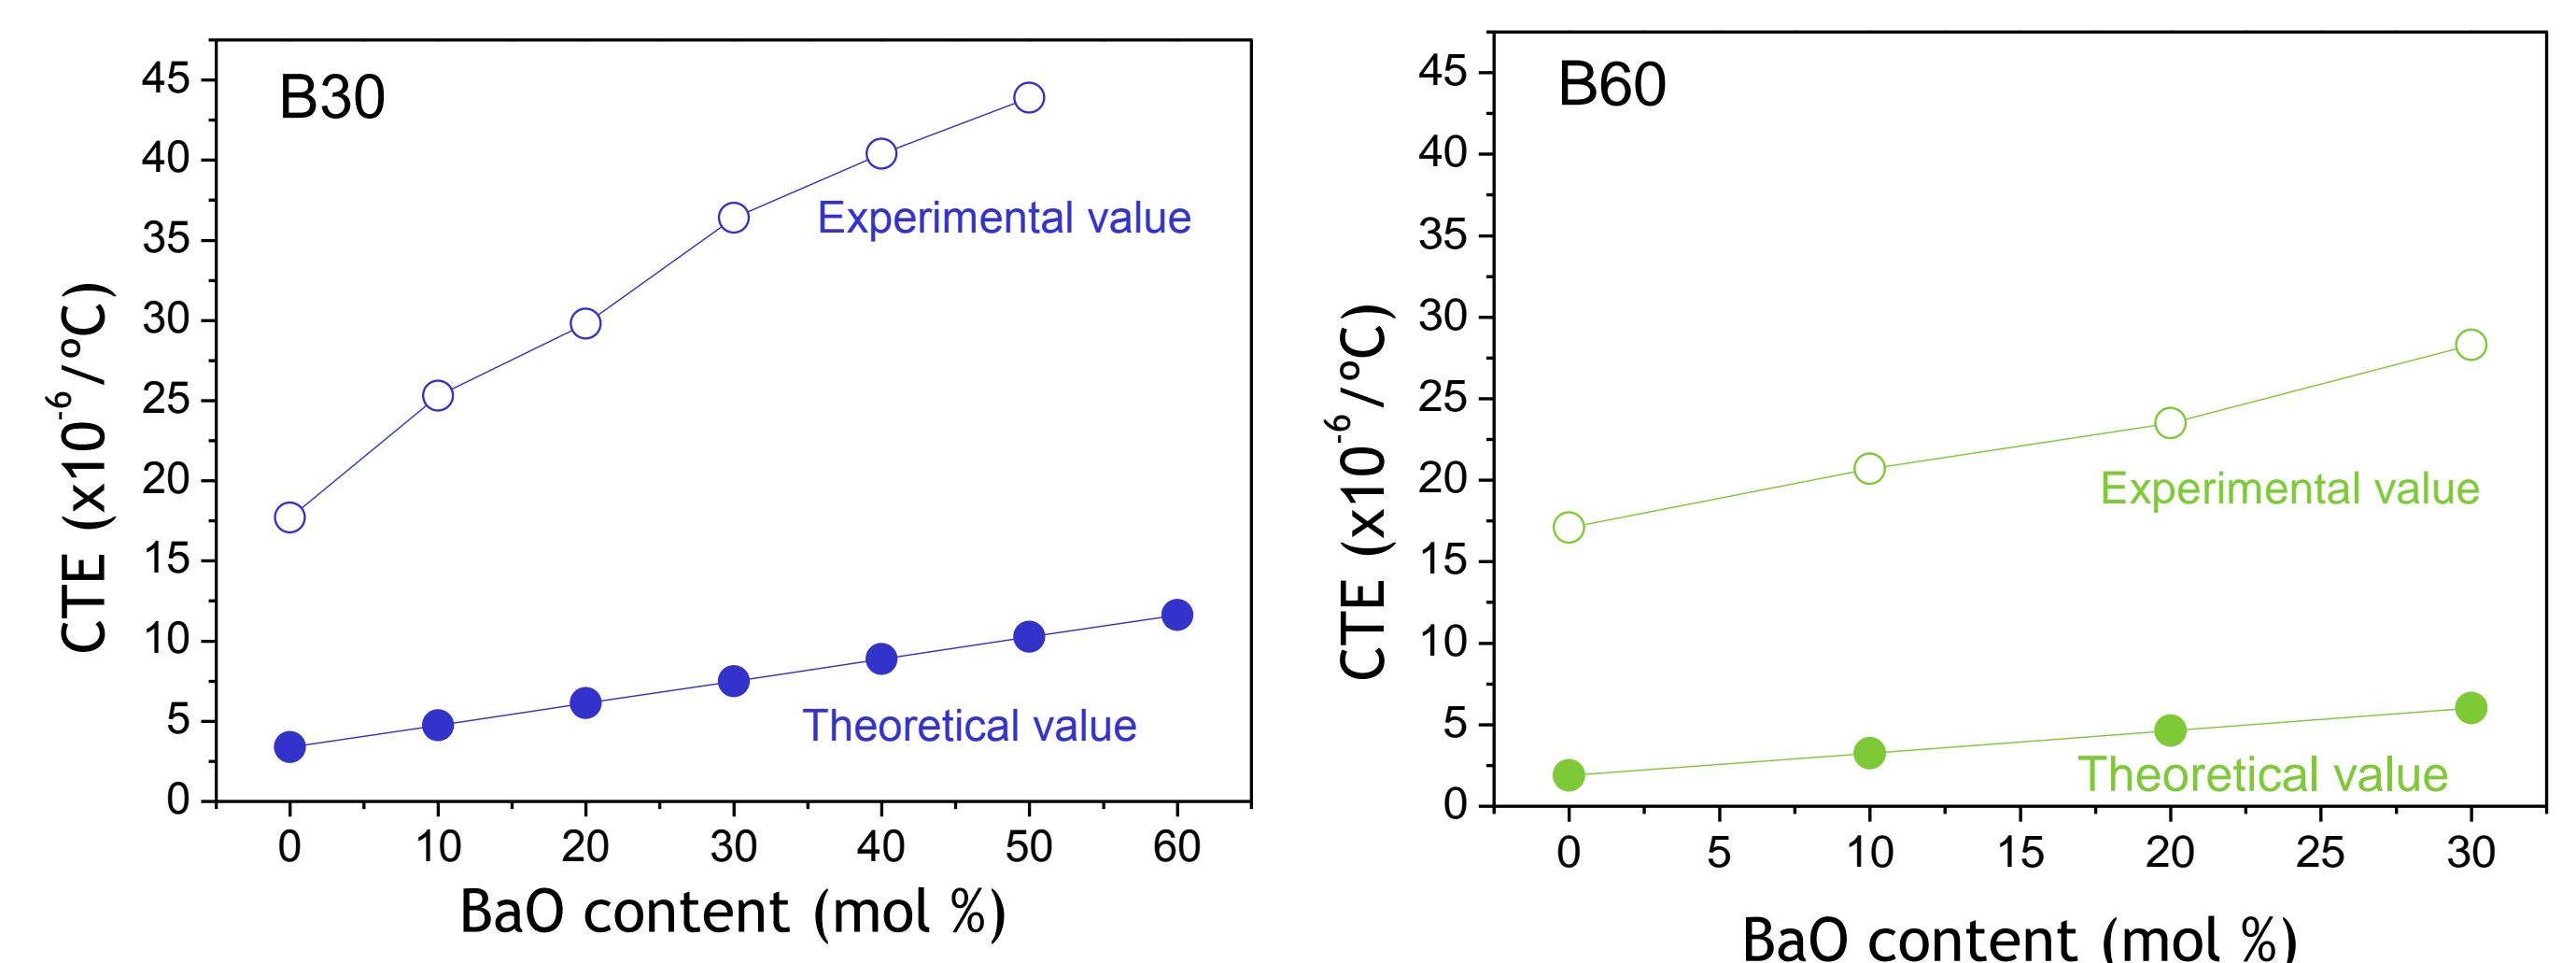 B30
45
40
35
30
25
20
15
10
5
0
CTE (x10⁻⁶/ºC)
Experimental value
Theoretical value
0 10 20 30 40 50 60
BaO content (mol %)
B60
45
40
35
30
25
20
15
10
5
0
CTE (x10⁻⁶/ºC)
Experimental value
Theoretical value
0 5 10 15 20 25 30
BaO content (mol %)